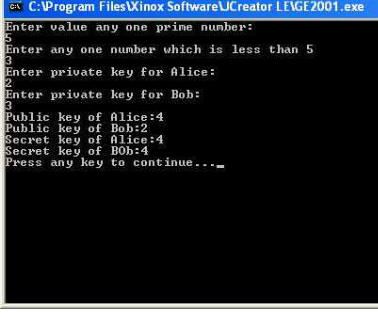 C:\Program Files\Xinox Software\JCreator LE\GE2001.exe
Enter value any one prime number:
5
Enter any one number which is less than 5
3
Enter private key for Alice:
2
Enter private key for Bob:
3
Public key of Alice:4
Public key of Bob:2
Secret key of Alice:4
Secret key of BOb:4
Press any key to continue..._